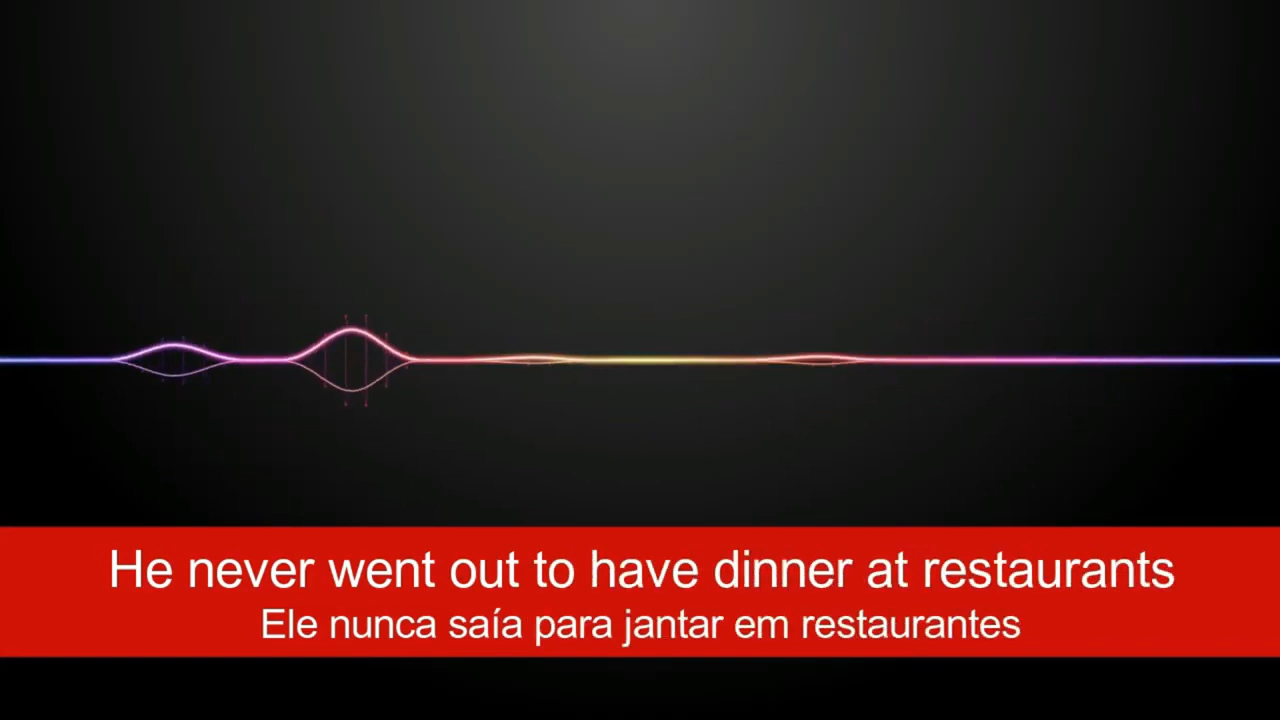 He never went out to have dinner at restaurants
Ele nunca saía para jantar em restaurantes